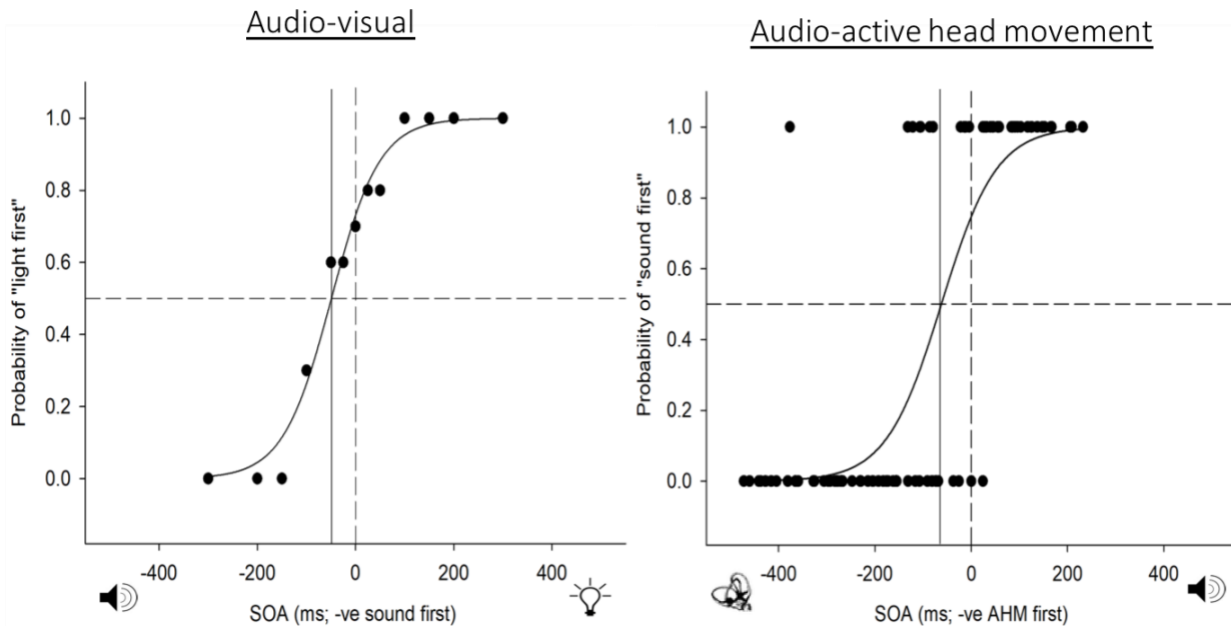 Audio-visual
Probability of "light first"
1.0
0.8
0.6
0.4
0.2
0.0
-400 -200 0 200 400
SOA (ms; -ve sound first)
Audio-active head movement
Probability of "sound first"
1.0
0.8
0.6
0.4
0.2
0.0
-400 -200 0 200 400
SOA (ms; -ve AHM first)